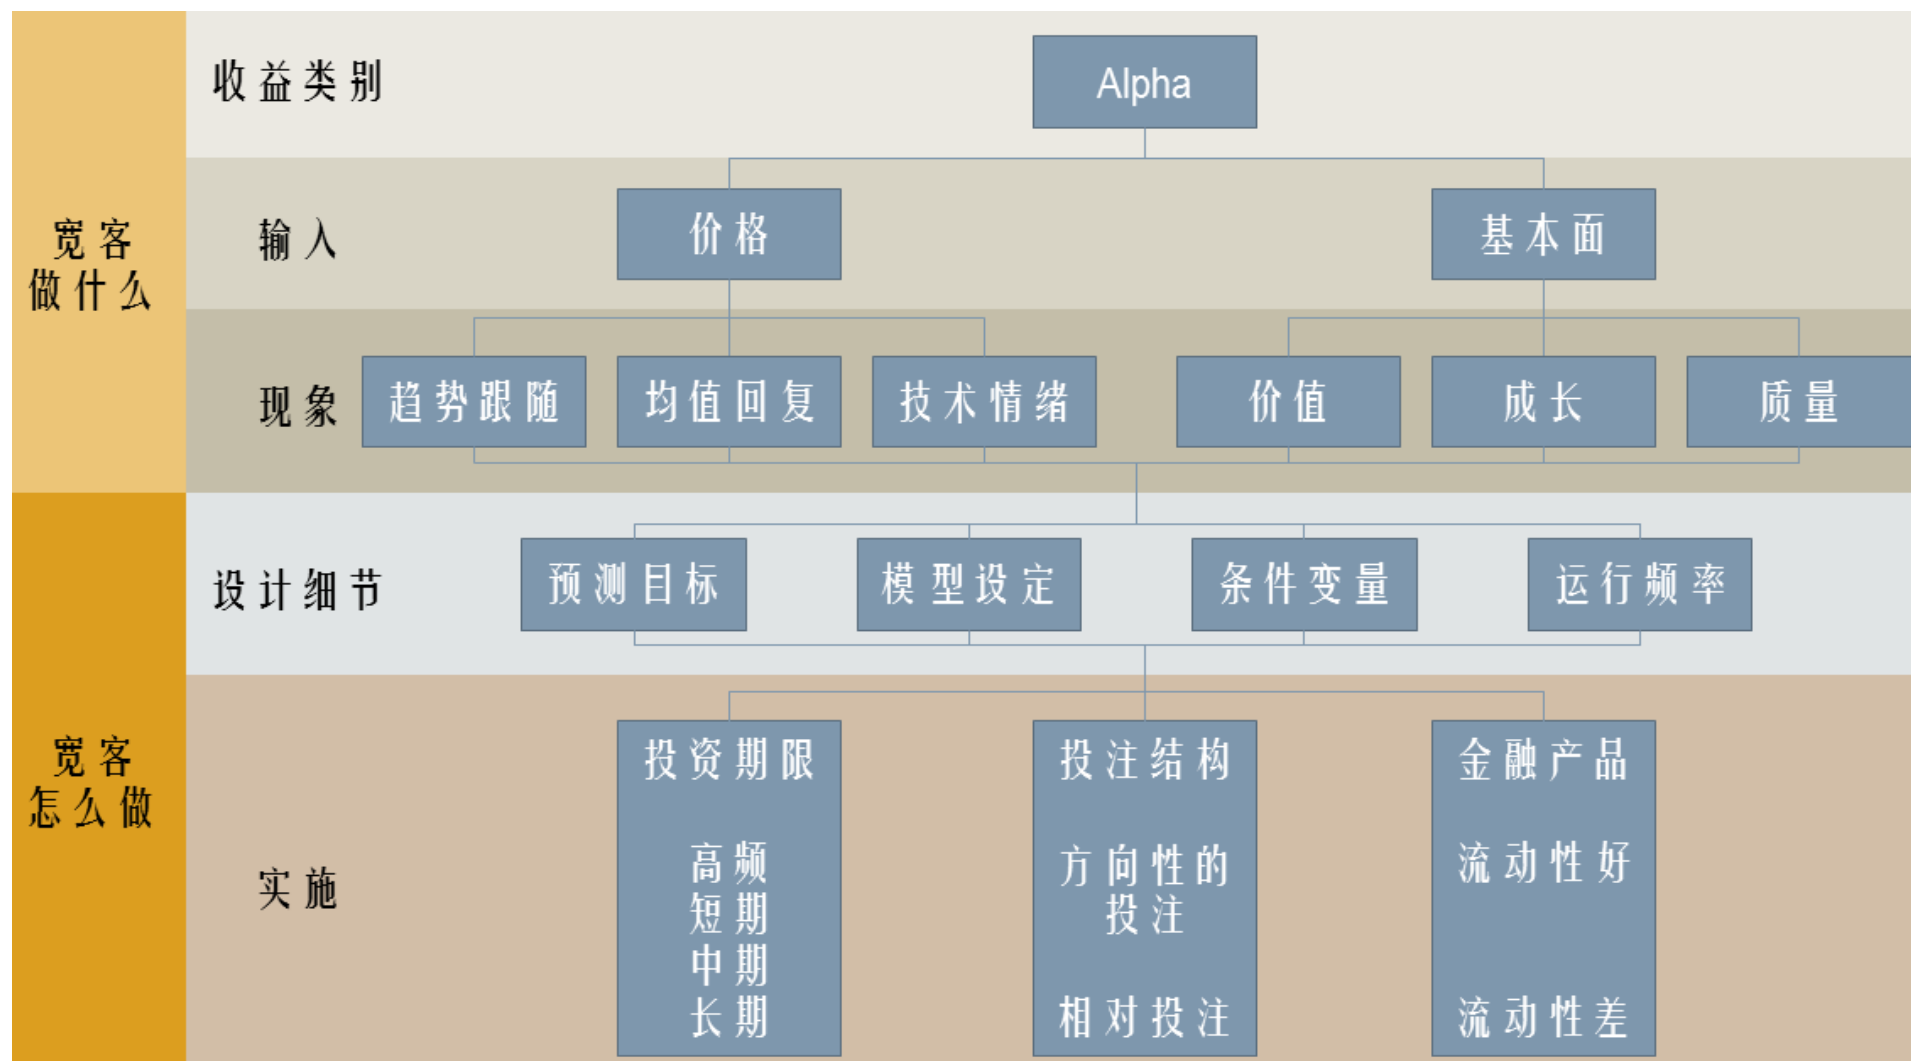 收益类别
Alpha
宽客
做什么
输入
价格
基本面
现象
趋势跟随
均值回复
技术情绪
价值
成长
质量
设计细节
预测目标
模型设定
条件变量
运行频率
宽客
怎么做
实施
投资期限
高频
短期
中期
长期
投注结构
方向性的
投注
相对投注
金融产品
流动性好
流动性差